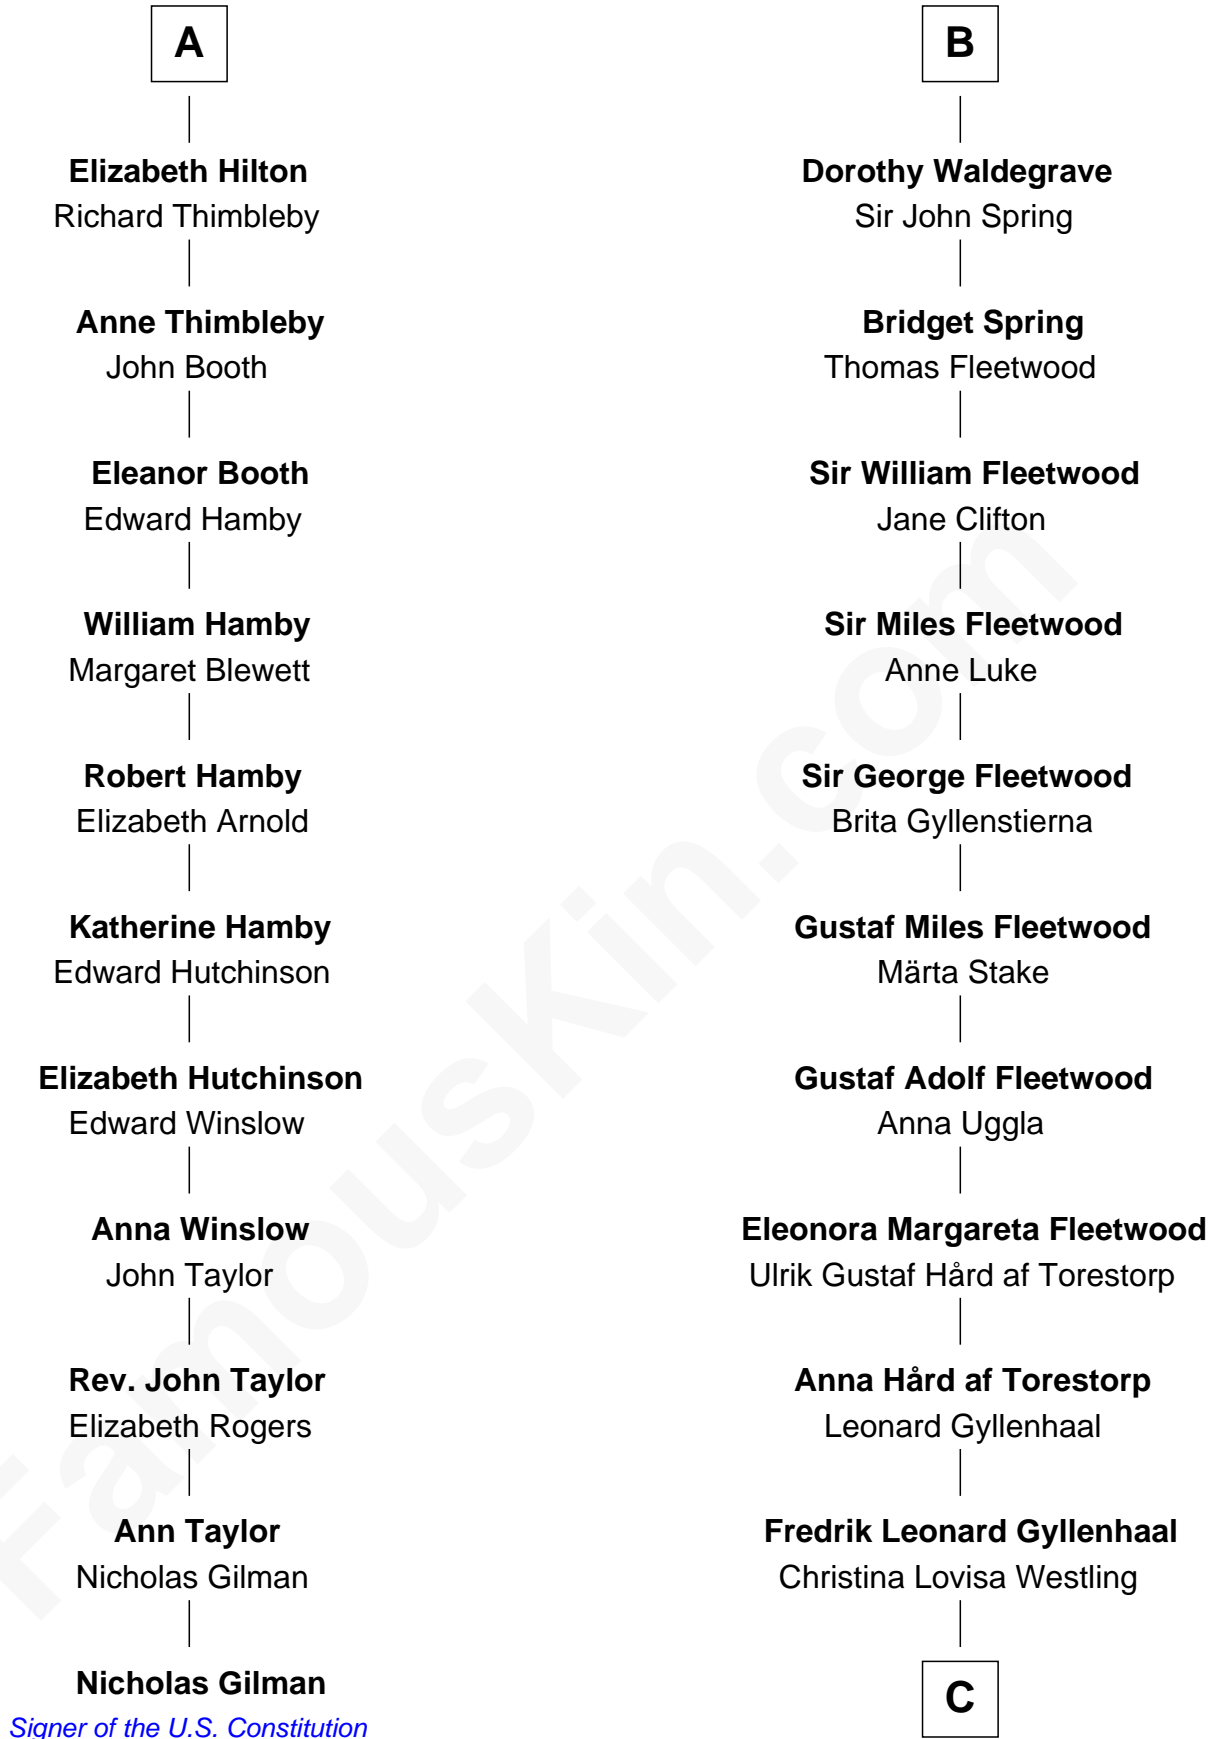 A
Elizabeth Hilton
Richard Thimbleby
Anne Thimbleby
John Booth
Eleanor Booth
Edward Hamby
William Hamby
Margaret Blewett
Robert Hamby
Elizabeth Arnold
Katherine Hamby
Edward Hutchinson
Elizabeth Hutchinson
Edward Winslow
Anna Winslow
John Taylor
Rev. John Taylor
Elizabeth Rogers
Ann Taylor
Nicholas Gilman
Nicholas Gilman
Signer of the U.S. Constitution
B
Dorothy Waldegrave
Sir John Spring
Bridget Spring
Thomas Fleetwood
Sir William Fleetwood
Jane Clifton
Sir Miles Fleetwood
Anne Luke
Sir George Fleetwood
Brita Gyllenstierna
Gustaf Miles Fleetwood
Märta Stake
Gustaf Adolf Fleetwood
Anna Uggla
Eleonora Margareta Fleetwood
Ulrik Gustaf Hård af Torestorp
Anna Hård af Torestorp
Leonard Gyllenhaal
Fredrik Leonard Gyllenhaal
Christina Lovisa Westling
C
FamousKin.com